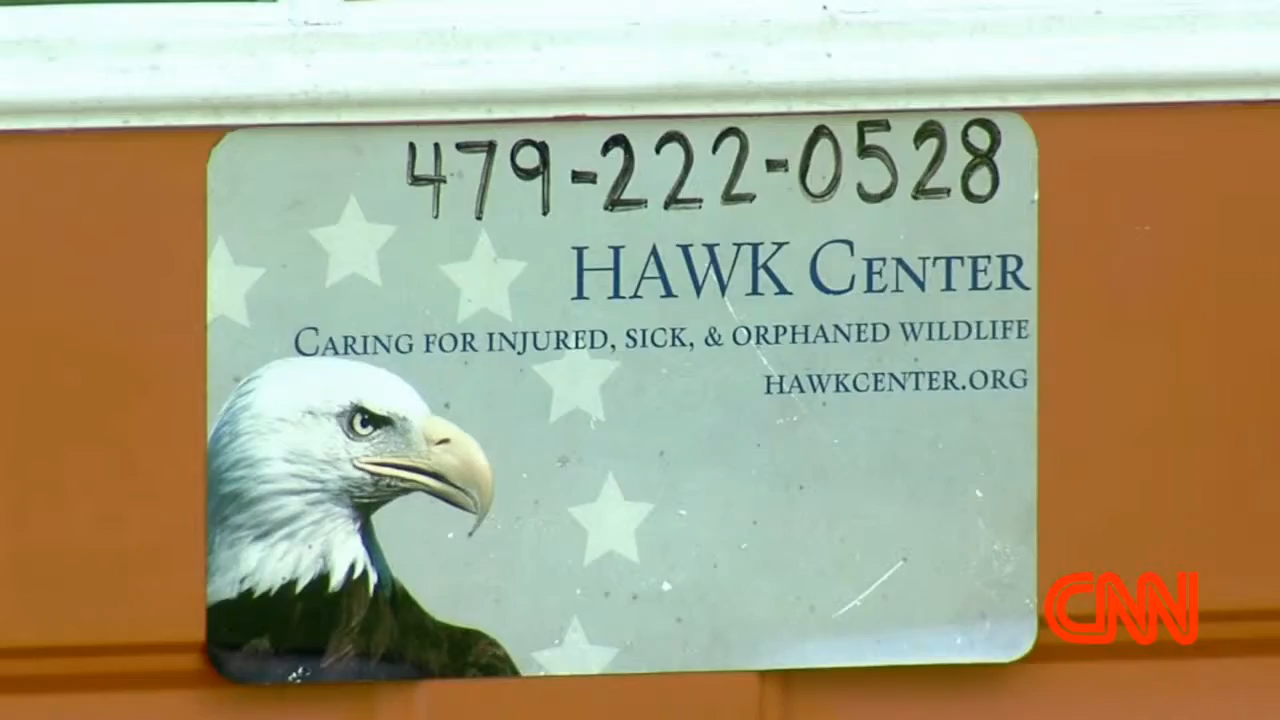 479-222-0528
HAWK CENTER
CARING FOR INJURED, SICK, & ORPHANED WILDLIFE
HAWKCENTER.ORG
CNN